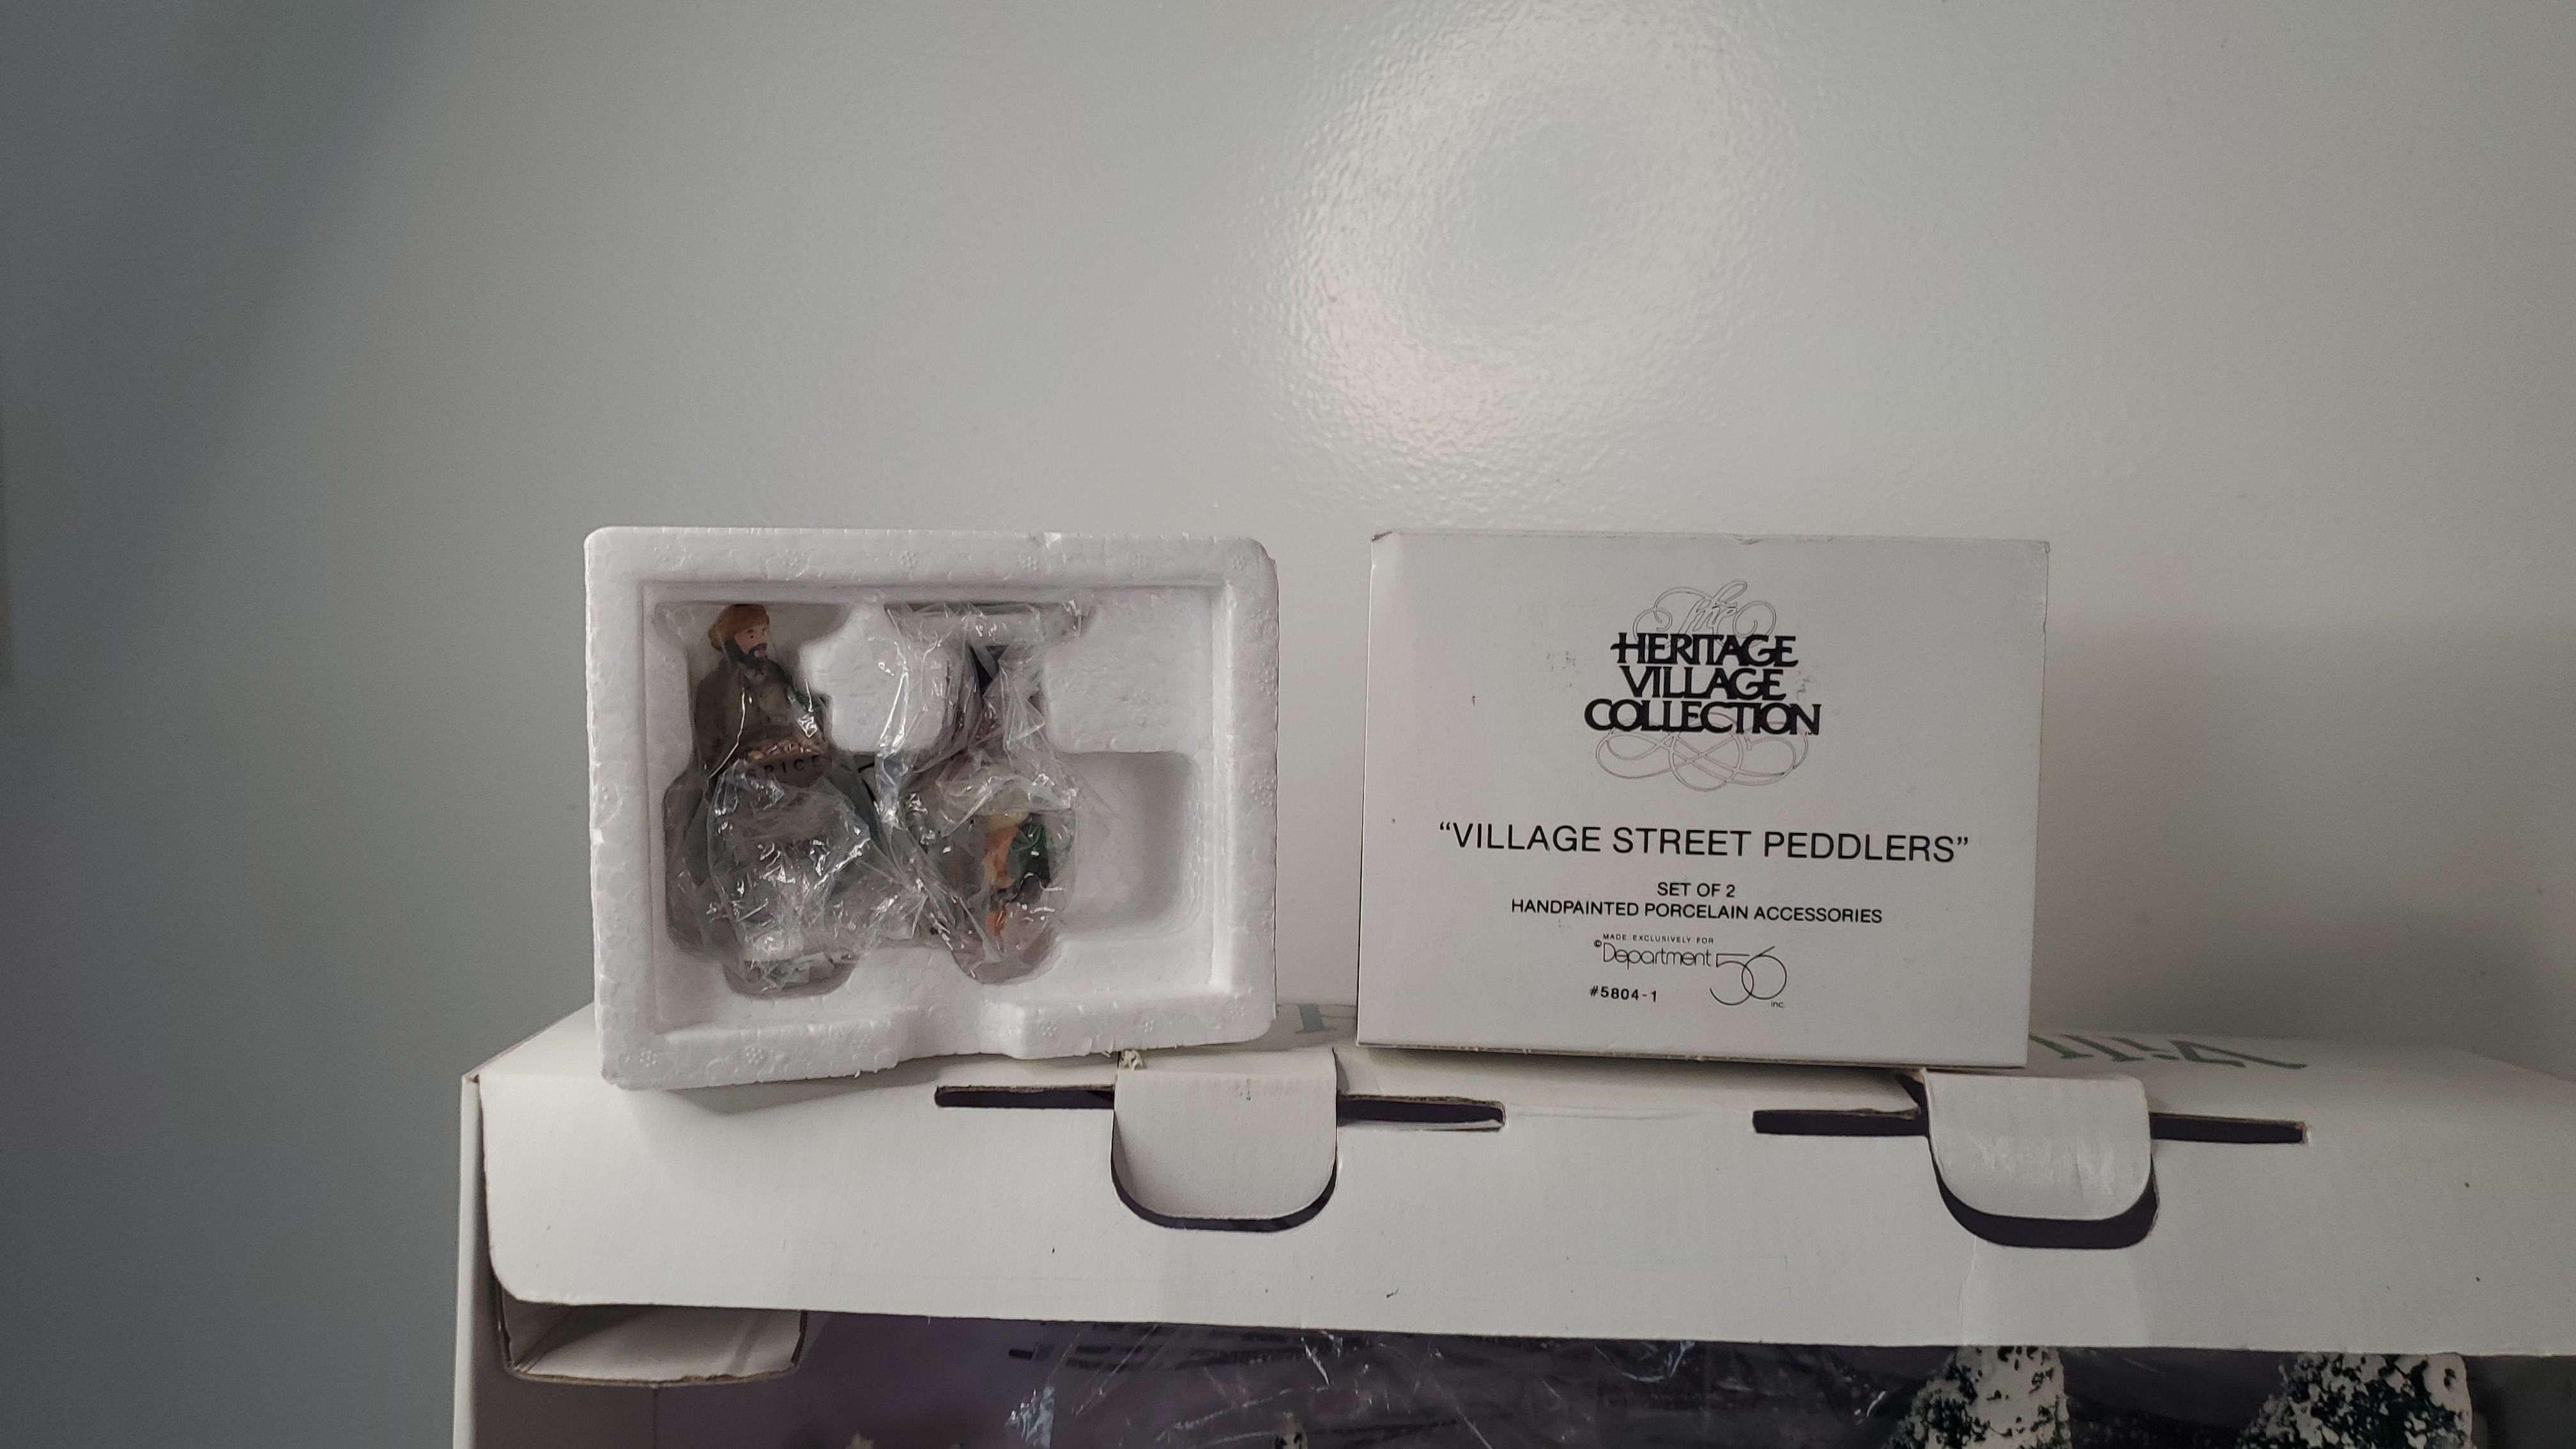 The
HERITAGE
VILLAGE
COLLECTION
“VILLAGE STREET PEDDLERS”
SET OF 2
HANDPAINTED PORCELAIN ACCESSORIES
MADE EXCLUSIVELY FOR
©Department 56 inc.
#5804-1